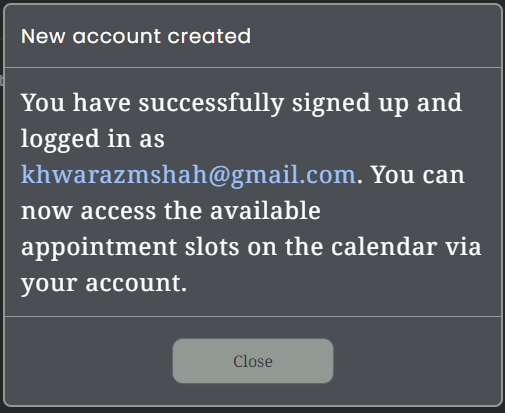 New account created
You have successfully signed up and
logged in as
khwarazmshah@gmail.com. You can
now access the available
appointment slots on the calendar via
your account.
Close